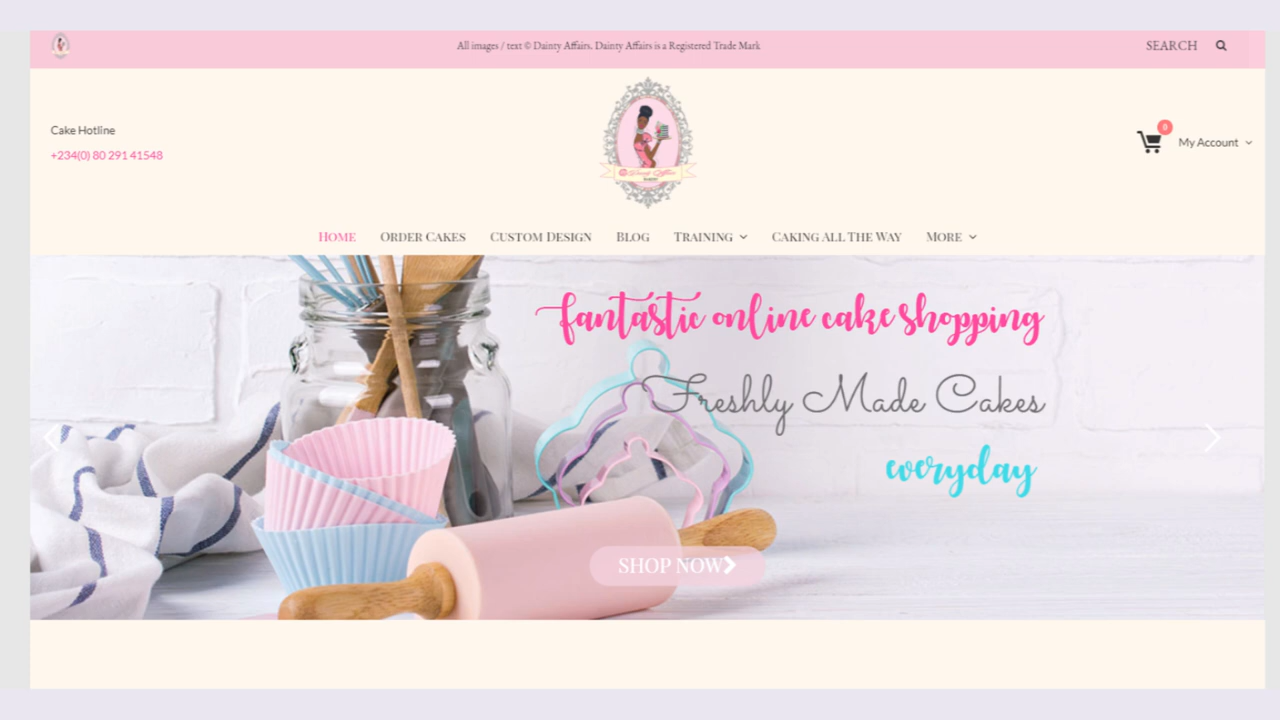 All images / text © Dainty Affairs. Dainty Affairs is a Registered Trade Mark
SEARCH
Cake Hotline
+234(0) 80 291 41548
Dainty Affairs
0
My Account
HOME ORDER CAKES CUSTOM DESIGN BLOG TRAINING CAKING ALL THE WAY MORE
fantastic online cake shopping
Freshly Made Cakes
everyday
SHOP NOW